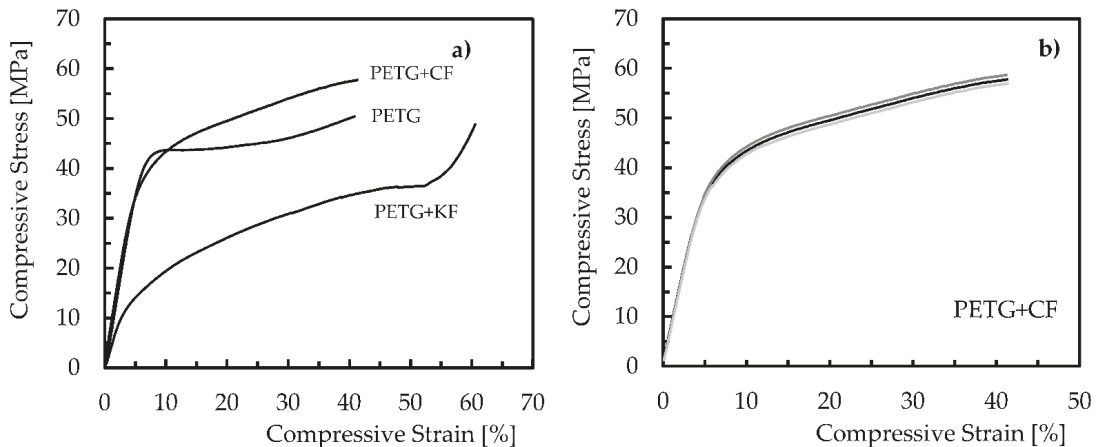 a)
Compressive Stress [MPa]
70
60
50
40
30
20
10
0
PETG+CF
PETG
PETG+KF
0 10 20 30 40 50 60 70
Compressive Strain [%]
b)
Compressive Stress [MPa]
70
60
50
40
30
20
10
0
PETG+CF
0 10 20 30 40 50
Compressive Strain [%]